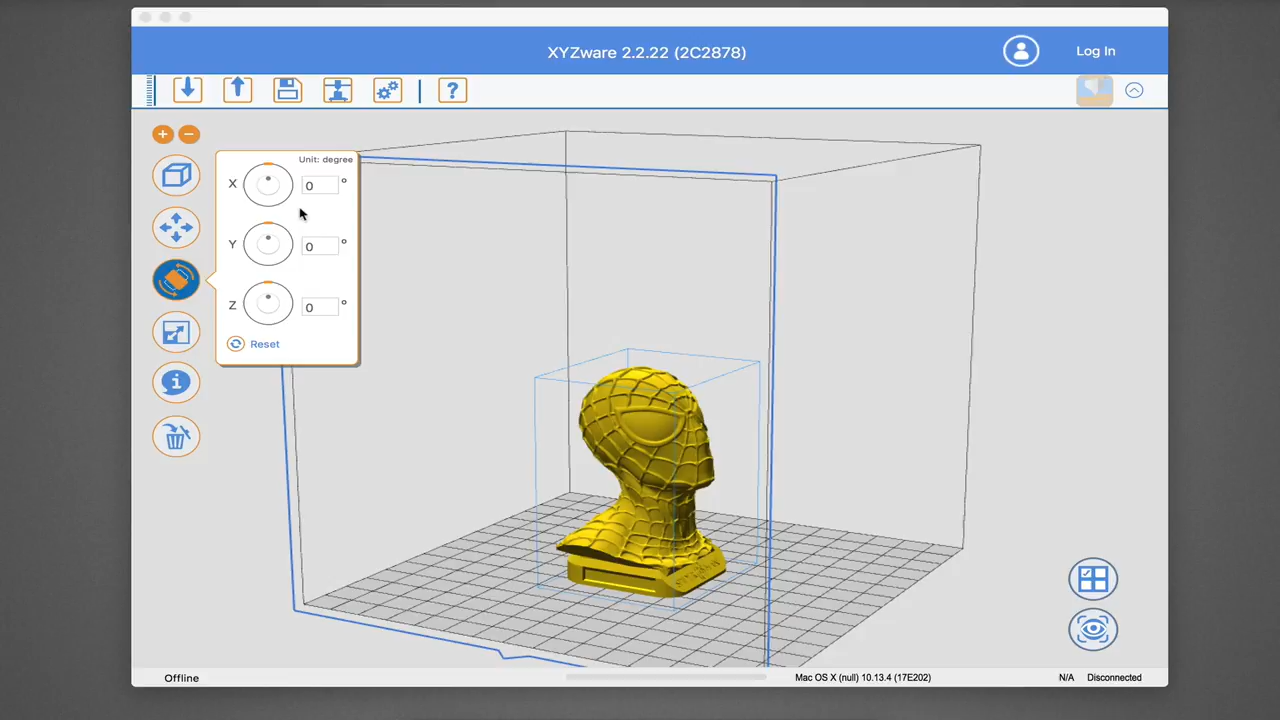 XYZware 2.2.22 (2C2878)
Log In
?
Unit: degree
X 0 °
Y 0 °
Z 0 °
Reset
Offline
Mac OS X (null) 10.13.4 (17E202)
N/A Disconnected